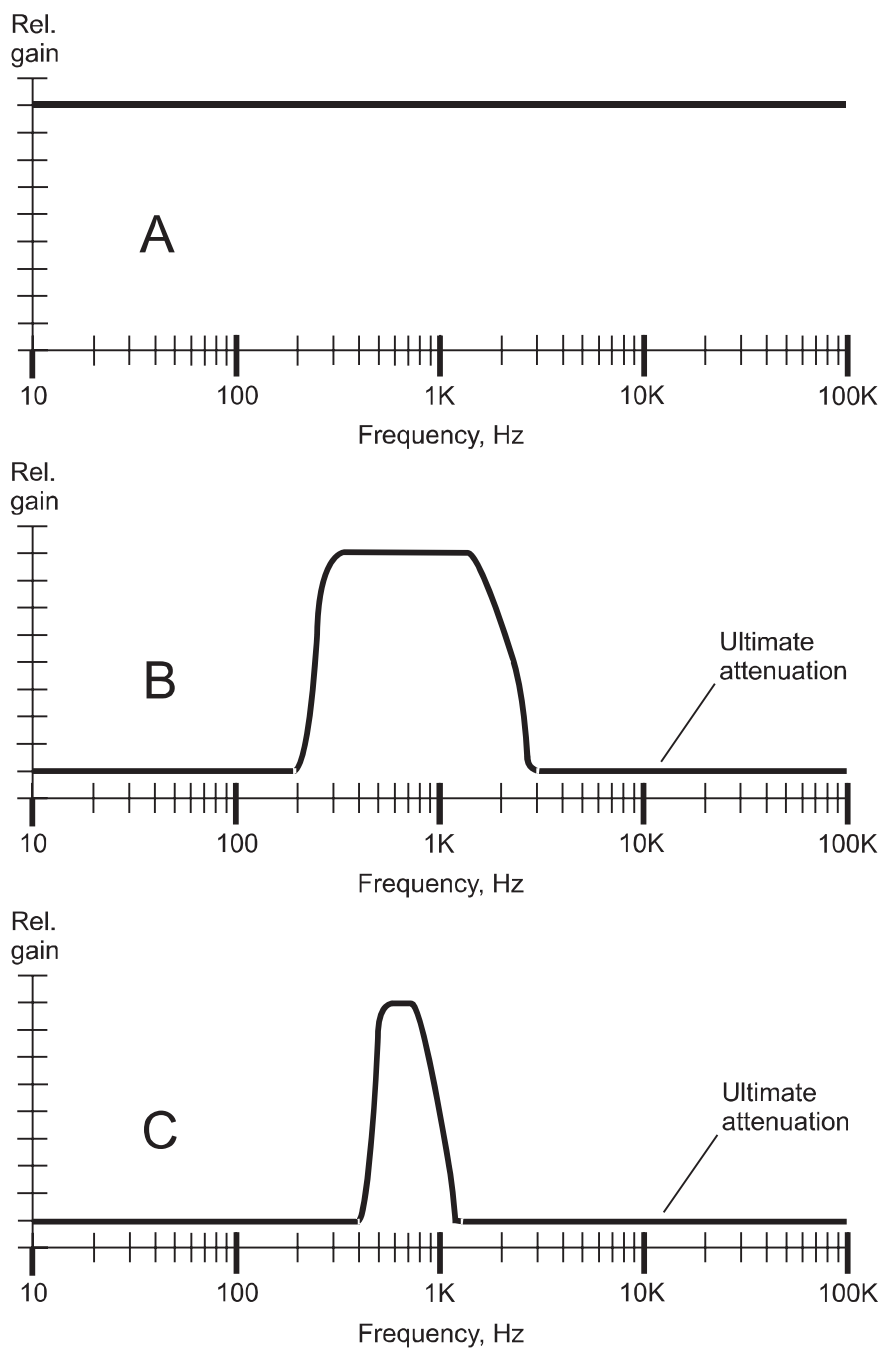 Rel.
gain
A
10 100 1K 10K 100K
Frequency, Hz
Rel.
gain
Ultimate
attenuation
B
10 100 1K 10K 100K
Frequency, Hz
Rel.
gain
Ultimate
attenuation
C
10 100 1K 10K 100K
Frequency, Hz